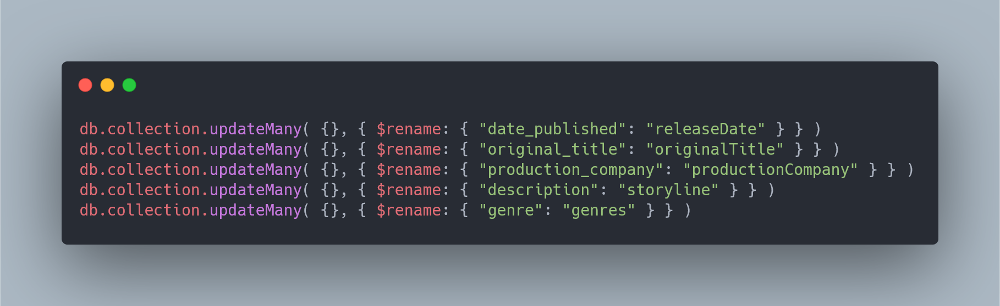 db.collection.updateMany( {}, { $rename: { "date_published": "releaseDate" } } )
db.collection.updateMany( {}, { $rename: { "original_title": "originalTitle" } } )
db.collection.updateMany( {}, { $rename: { "production_company": "productionCompany" } } )
db.collection.updateMany( {}, { $rename: { "description": "storyline" } } )
db.collection.updateMany( {}, { $rename: { "genre": "genres" } } )